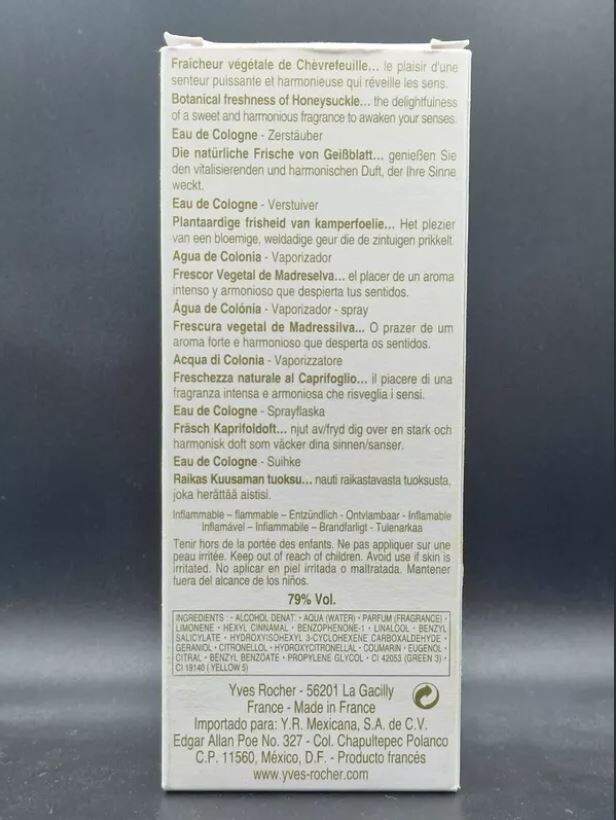 Fraîcheur végétale de Chèvrefeuille... le plaisir d'une
senteur puissante et harmonieuse qui réveille les sens.
Botanical freshness of Honeysuckle... the delightfulness
of a sweet and harmonious fragrance to awaken your senses.
Eau de Cologne - Zerstäuber
Die natürliche Frische von Geißblatt... genießen Sie
den vitalisierenden und harmonischen Duft, der Ihre Sinne
weckt.
Eau de Cologne - Verstuiver
Plantaardige frisheid van kamperfoelie... Het plezier
van een bloemige, weldadige geur die de zintuigen prikkelt.
Agua de Colonia - Vaporizador
Frescor Vegetal de Madreselva... el placer de un aroma
intenso y armonioso que despierta tus sentidos.
Água de Colónia - Vaporizador - spray
Frescura vegetal de Madressilva... O prazer de um
aroma forte e harmonioso que desperta os sentidos.
Acqua di Colonia - Vaporizzatore
Freschezza naturale al Caprifoglio... il piacere di una
fragranza intensa e armoniosa che risveglia i sensi.
Eau de Cologne - Sprayflaska
Fräsch Kaprifoldoft... njut av/fryd dig over en stark och
harmonisk doft som väcker dina sinnen/sanser.
Eau de Cologne - Suihke
Raikas Kuusaman tuoksu... nauti raikastavasta tuoksusta,
joka herättää aistisi.
Inflammable – flammable – Entzündlich - Ontvlambaar - Inflamable
Inflamável – Infiammabile – Brandfarligt - Tulenarkaa
Tenir hors de la portée des enfants. Ne pas appliquer sur une
peau irritée. Keep out of reach of children. Avoid use if skin is
irritated. No aplicar en piel irritada o maltratada. Mantener
fuera del alcance de los niños.
79% Vol.
INGREDIENTS : • ALCOHOL DENAT. • AQUA (WATER) • PARFUM (FRAGRANCE) •
LIMONENE • HEXYL CINNAMAL • BENZOPHENONE-1 • LINALOOL • BENZYL
SALICYLATE • HYDROXYISOHEXYL 3-CYCLOHEXENE CARBOXALDEHYDE •
GERANIOL • CITRONELLOL • HYDROXYCITRONELLAL • COUMARIN • EUGENOL •
CITRAL • BENZYL BENZOATE • PROPYLENE GLYCOL • CI 42053 (GREEN 3) •
CI 19140 (YELLOW 5)
Yves Rocher - 56201 La Gacilly
France - Made in France
Importado para: Y.R. Mexicana, S.A. de C.V.
Edgar Allan Poe No. 327 - Col. Chapultepec Polanco
C.P. 11560, México, D.F. - Producto francés
www.yves-rocher.com